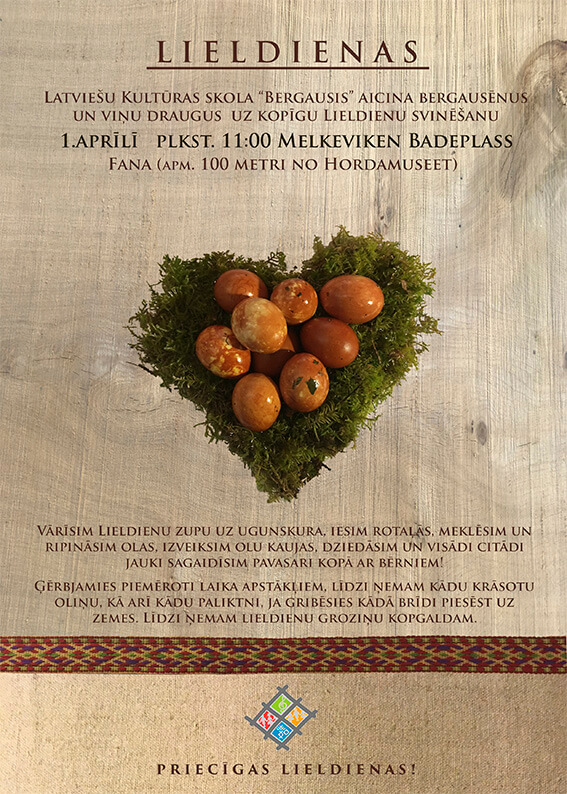 LIELDIENAS
LATVIEŠU KULTŪRAS SKOLA “BERGAUSIS” AICINA BERGAUSĒNUS
UN VIŅU DRAUGUS UZ KOPĪGU LIELDIENU SVINĒŠANU
1.APRĪLĪ PLKST. 11:00 MELKEVIKEN BADEPLASS
FANA (APM. 100 METRI NO HORDAMUSEET)
VĀRĪSIM LIELDIENU ZUPU UZ UGUNSKURA, IESIM ROTAĻĀS, MEKLĒSIM UN
RIPINĀSIM OLAS, IZVEIKSIM OLU KAUJAS, DZIEDĀSIM UN VISĀDI CITĀDI
JAUKI SAGAIDĪSIM PAVASARI KOPĀ AR BĒRNIEM!
ĢĒRBJAMIES PIEMĒROTI LAIKA APSTĀKĻIEM, LĪDZI ŅEMAM KĀDU KRĀSOTU
OLIŅU, KĀ ARĪ KĀDU PALIKTNI, JA GRIBĒSIES KĀDĀ BRĪDI PIESĒST UZ
ZEMES. LĪDZI ŅEMAM LIELDIENU GROZIŅU KOPGALDAM.
PRIECĪGAS LIELDIENAS!